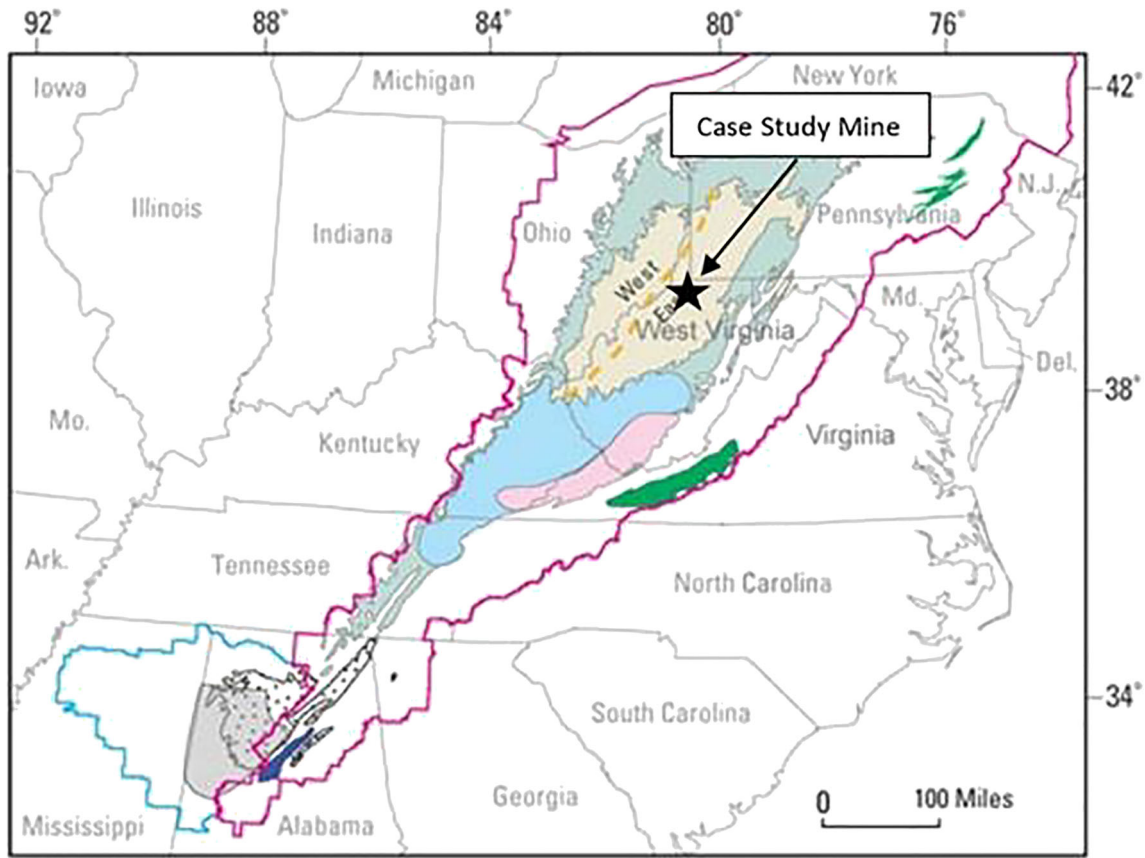 92°
88°
84°
80°
76°
Iowa
Michigan
New York
42°
Case Study Mine
Illinois
Indiana
Ohio
Pennsylvania
N.J.
West
West Virginia
Md.
Del.
38°
Mo.
Kentucky
Virginia
Ark.
Tennessee
North Carolina
34°
South Carolina
Mississippi
Alabama
Georgia
0
100 Miles